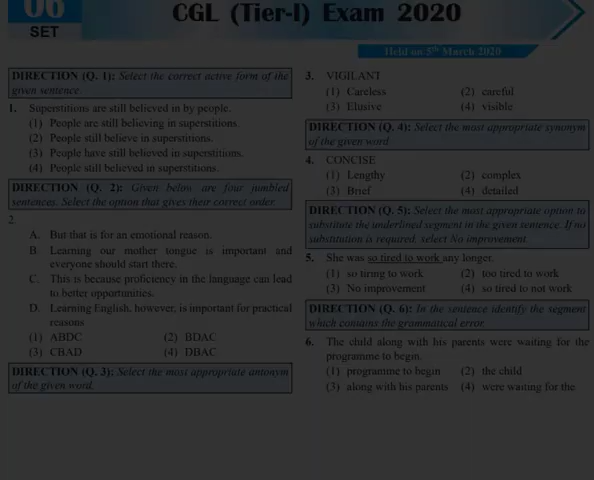 06
SET
CGL (Tier-I) Exam 2020
Held on 5th March 2020
DIRECTION (Q. 1): Select the correct active form of the
given sentence.
1. Superstitions are still believed in by people.
(1) People are still believing in superstitions.
(2) People still believe in superstitions.
(3) People have still believed in superstitions.
(4) People still believed in superstitions.
DIRECTION (Q. 2): Given below are four jumbled
sentences. Select the option that gives their correct order.
2.
A. But that is for an emotional reason.
B. Learning our mother tongue is important and
everyone should start there.
C. This is because proficiency in the language can lead
to better opportunities.
D. Learning English, however, is important for practical
reasons
(1) ABDC (2) BDAC
(3) CBAD (4) DBAC
DIRECTION (Q. 3): Select the most appropriate antonym
of the given word.
3. VIGILANT
(1) Careless (2) careful
(3) Elusive (4) visible
DIRECTION (Q. 4): Select the most appropriate synonym
of the given word.
4. CONCISE
(1) Lengthy (2) complex
(3) Brief (4) detailed
DIRECTION (Q. 5): Select the most appropriate option to
substitute the underlined segment in the given sentence. If no
substitution is required, select No improvement.
5. She was so tired to work any longer.
(1) so tiring to work (2) too tired to work
(3) No improvement (4) so tired to not work
DIRECTION (Q. 6): In the sentence identify the segment
which contains the grammatical error.
6. The child along with his parents were waiting for the
programme to begin.
(1) programme to begin (2) the child
(3) along with his parents (4) were waiting for the